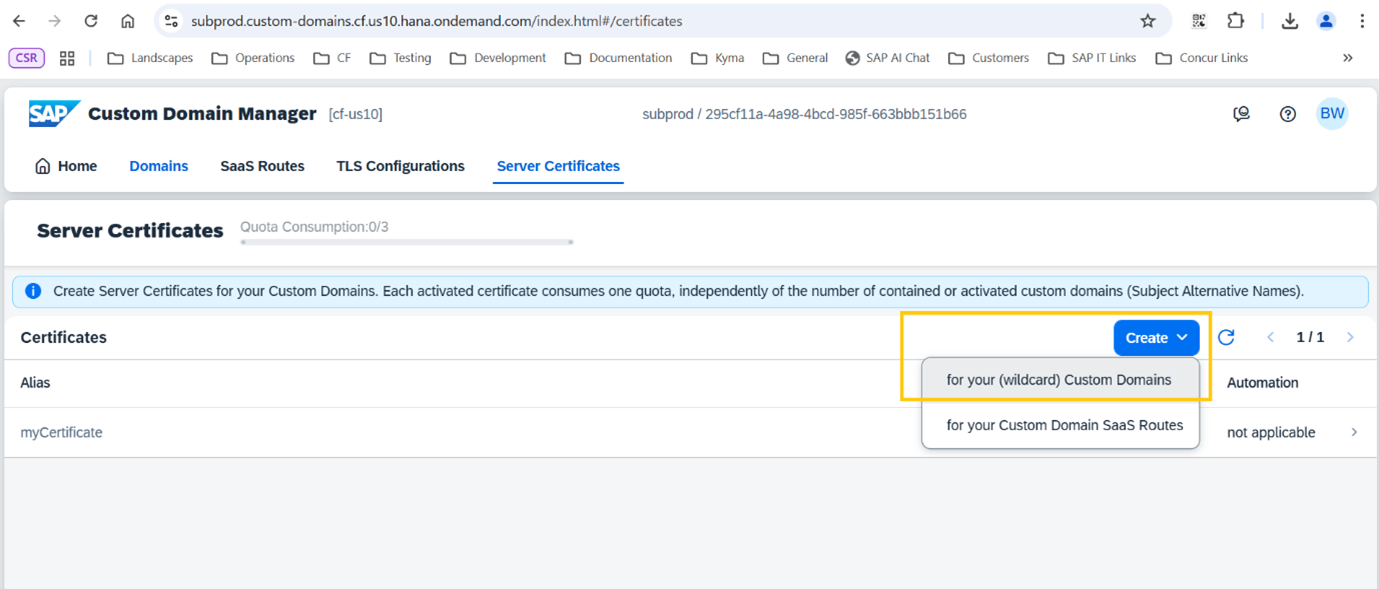 subprod.custom-domains.cf.us10.hana.ondemand.com/index.html#/certificates
CSR Landscapes Operations CF Testing Development Documentation Kyma General SAP AI Chat Customers SAP IT Links Concur Links »
SAP Custom Domain Manager [cf-us10] subprod / 295cf11a-4a98-4bcd-985f-663bbb151b66 BW
Home Domains SaaS Routes TLS Configurations Server Certificates
Server Certificates Quota Consumption:0/3
Create Server Certificates for your Custom Domains. Each activated certificate consumes one quota, independently of the number of contained or activated custom domains (Subject Alternative Names).
Certificates Create 1 / 1
Alias for your (wildcard) Custom Domains Automation
for your Custom Domain SaaS Routes
myCertificate not applicable